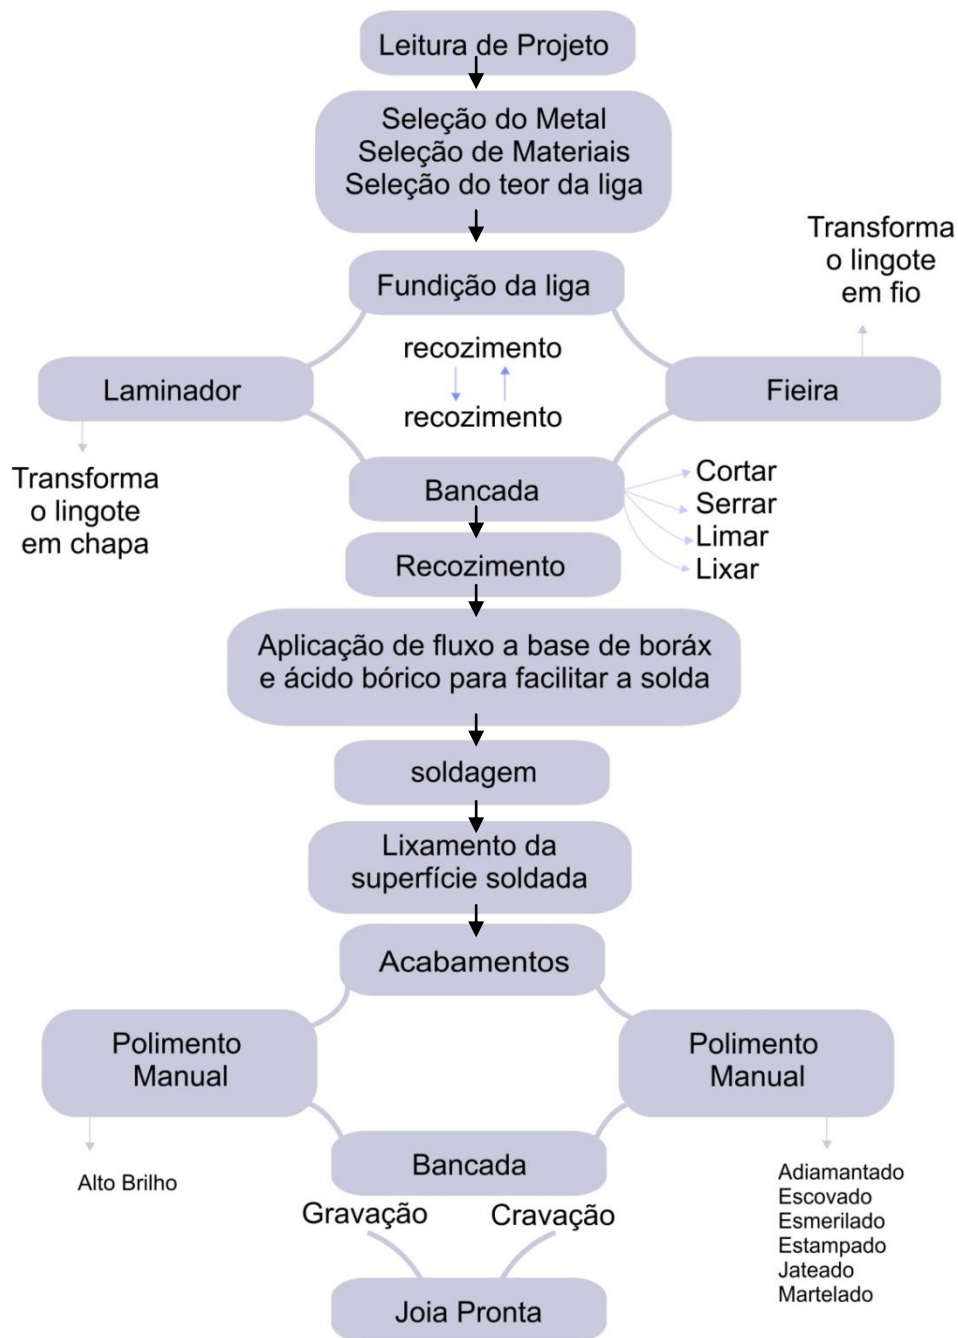 Leitura de Projeto
Seleção do Metal
Seleção de Materiais
Seleção do teor da liga
Transforma
o lingote
em fio
Fundição da liga
recozimento
Laminador
Fieira
recozimento
Transforma
o lingote
em chapa
Bancada
Cortar
Serrar
Limar
Lixar
Recozimento
Aplicação de fluxo a base de boráx
e ácido bórico para facilitar a solda
soldagem
Lixamento da
superfície soldada
Acabamentos
Polimento
Manual
Polimento
Manual
Alto Brilho
Bancada
Adiamantado
Escovado
Esmerilado
Estampado
Jateado
Martelado
Gravação
Cravação
Joia Pronta